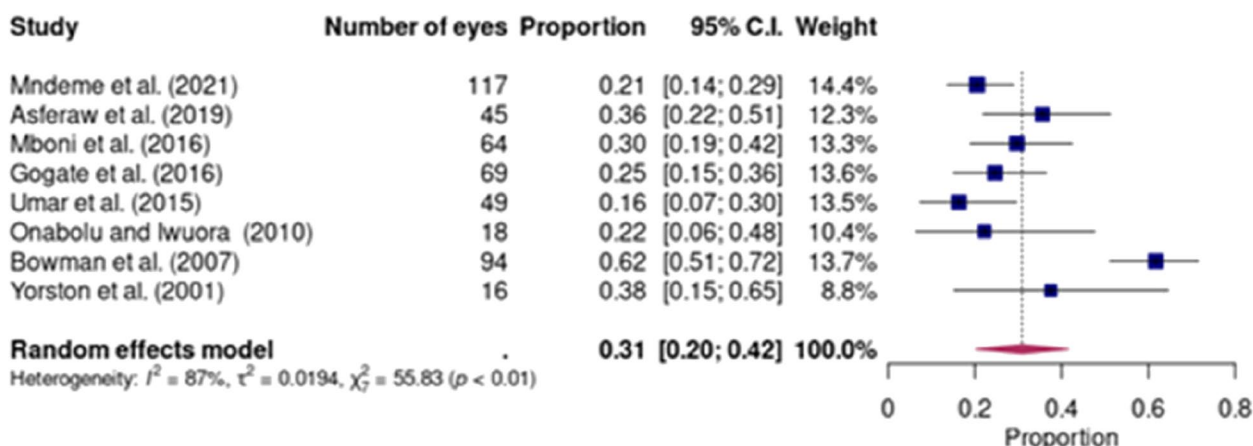 Study Number of eyes Proportion 95% C.I. Weight
Mndeme et al. (2021) 117 0.21 [0.14; 0.29] 14.4%
Asferaw et al. (2019) 45 0.36 [0.22; 0.51] 12.3%
Mboni et al. (2016) 64 0.30 [0.19; 0.42] 13.3%
Gogate et al. (2016) 69 0.25 [0.15; 0.36] 13.6%
Umar et al. (2015) 49 0.16 [0.07; 0.30] 13.5%
Onabolu and Iwuora (2010) 18 0.22 [0.06; 0.48] 10.4%
Bowman et al. (2007) 94 0.62 [0.51; 0.72] 13.7%
Yorston et al. (2001) 16 0.38 [0.15; 0.65] 8.8%
Random effects model . 0.31 [0.20; 0.42] 100.0%
Heterogeneity: I² = 87%, τ² = 0.0194, χ²₇ = 55.83 (p < 0.01)
0 0.2 0.4 0.6 0.8
Proportion